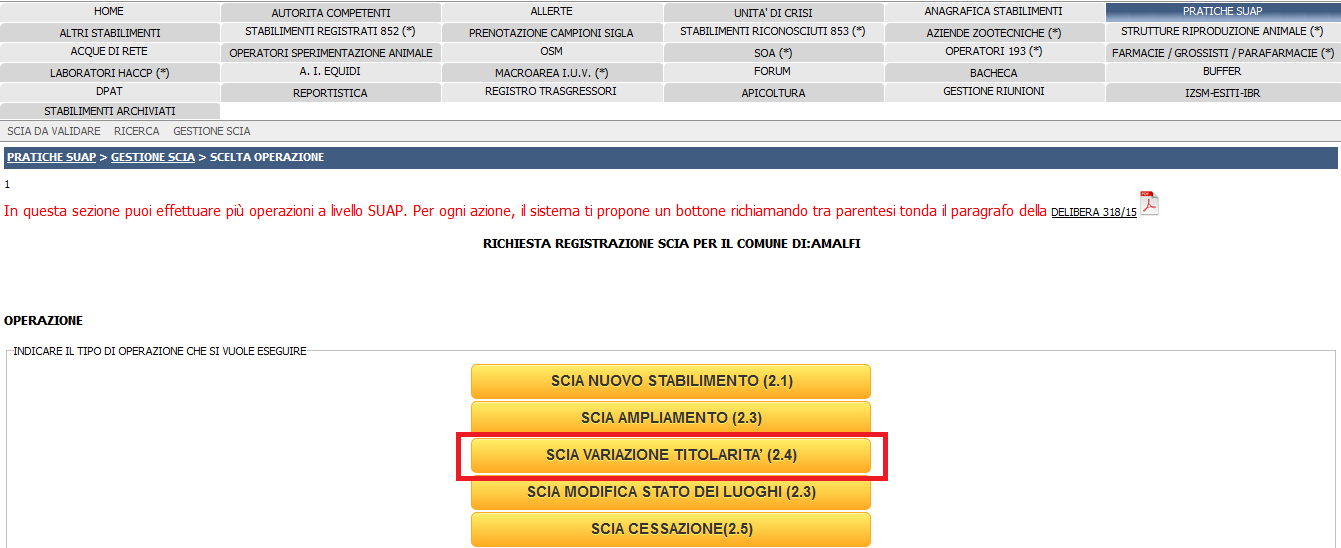 HOME AUTORITA COMPETENTI ALLERTE UNITA' DI CRISI ANAGRAFICA STABILIMENTI PRATICHE SUAP
ALTRI STABILIMENTI STABILIMENTI REGISTRATI 852 (*) PRENOTAZIONE CAMPIONI SIGLA STABILIMENTI RICONOSCIUTI 853 (*) AZIENDE ZOOTECNICHE (*) STRUTTURE RIPRODUZIONE ANIMALE (*)
ACQUE DI RETE OPERATORI SPERIMENTAZIONE ANIMALE OSM SOA (*) OPERATORI 193 (*) FARMACIE / GROSSISTI / PARAFARMACIE (*)
LABORATORI HACCP (*) A. I. EQUIDI MACROAREA I.U.V. (*) FORUM BACHECA BUFFER
DPAT REPORTISTICA REGISTRO TRASGRESSORI APICOLTURA GESTIONE RIUNIONI IZSM-ESITI-IBR
STABILIMENTI ARCHIVIATI
SCIA DA VALIDARE RICERCA GESTIONE SCIA
PRATICHE SUAP > GESTIONE SCIA > SCELTA OPERAZIONE
1
In questa sezione puoi effettuare più operazioni a livello SUAP. Per ogni azione, il sistema ti propone un bottone richiamando tra parentesi tonda il paragrafo della DELIBERA 318/15
RICHIESTA REGISTRAZIONE SCIA PER IL COMUNE DI:AMALFI
OPERAZIONE
INDICARE IL TIPO DI OPERAZIONE CHE SI VUOLE ESEGUIRE
SCIA NUOVO STABILIMENTO (2.1)
SCIA AMPLIAMENTO (2.3)
SCIA VARIAZIONE TITOLARITA' (2.4)
SCIA MODIFICA STATO DEI LUOGHI (2.3)
SCIA CESSAZIONE(2.5)